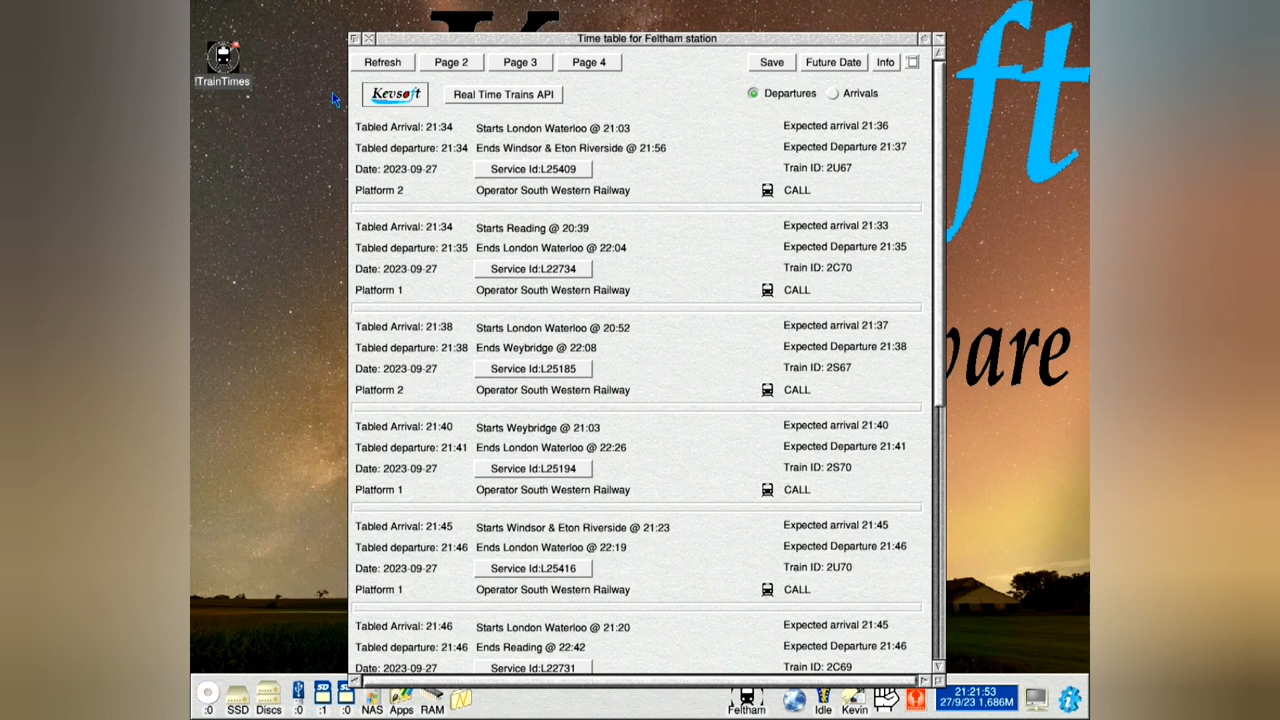 Time table for Feltham station
!TrainTimes
Refresh Page 2 Page 3 Page 4 Save Future Date Info
Kevsoft Real Time Trains API Departures Arrivals
Tabled Arrival: 21:34 Starts London Waterloo @ 21:03 Expected arrival 21:36
Tabled departure: 21:34 Ends Windsor & Eton Riverside @ 21:56 Expected Departure 21:37
Date: 2023-09-27 Service Id:L25409 Train ID: 2U67
Platform 2 Operator South Western Railway CALL
Tabled Arrival: 21:34 Starts Reading @ 20:39 Expected arrival 21:33
Tabled departure: 21:35 Ends London Waterloo @ 22:04 Expected Departure 21:35
Date: 2023-09-27 Service Id:L22734 Train ID: 2C70
Platform 1 Operator South Western Railway CALL
Tabled Arrival: 21:38 Starts London Waterloo @ 20:52 Expected arrival 21:37
Tabled departure: 21:38 Ends Weybridge @ 22:08 Expected Departure 21:38
Date: 2023-09-27 Service Id:L25185 Train ID: 2S67
Platform 2 Operator South Western Railway CALL
Tabled Arrival: 21:40 Starts Weybridge @ 21:03 Expected arrival 21:40
Tabled departure: 21:41 Ends London Waterloo @ 22:26 Expected Departure 21:41
Date: 2023-09-27 Service Id:L25194 Train ID: 2S70
Platform 1 Operator South Western Railway CALL
Tabled Arrival: 21:45 Starts Windsor & Eton Riverside @ 21:23 Expected arrival 21:45
Tabled departure: 21:46 Ends London Waterloo @ 22:19 Expected Departure 21:46
Date: 2023-09-27 Service Id:L25416 Train ID: 2U70
Platform 1 Operator South Western Railway CALL
Tabled Arrival: 21:46 Starts London Waterloo @ 21:20 Expected arrival 21:45
Tabled departure: 21:46 Ends Reading @ 22:42 Expected Departure 21:46
Date: 2023-09-27 Service Id:L22731 Train ID: 2C69
ft
ware
:0 SSD Discs :0 :1 :0 NAS Apps RAM Feltham Idle Kevin 21:21:53
27/9/23 1,686M